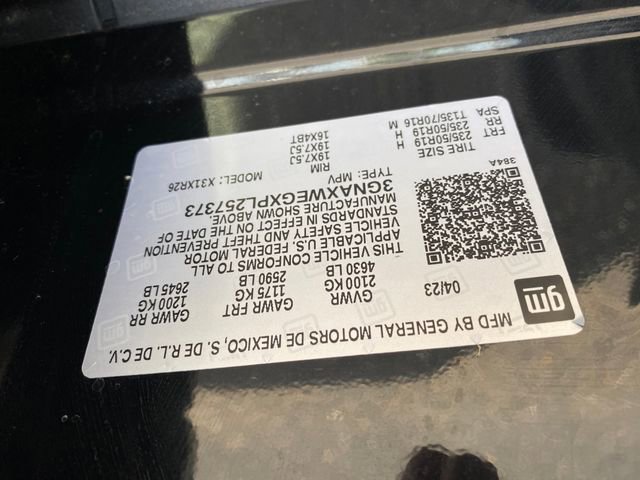 gm MFD BY GENERAL MOTORS DE MEXICO, S. DE R.L. DE C.V.
04/23 GVWR GAWR FRT GAWR RR
2100 KG 1175 KG 1200 KG
4630 LB 2590 LB 2645 LB
THIS VEHICLE CONFORMS TO ALL
APPLICABLE U.S. FEDERAL MOTOR
VEHICLE SAFETY AND THEFT PREVENTION
STANDARDS IN EFFECT ON THE DATE OF
MANUFACTURE SHOWN ABOVE.
3GNAXWEGXPL257373
TYPE: MPV MODEL: X31XR26
384A
TIRE SIZE RIM
FRT 235/50R19 H 19X7.5J
RR 235/50R19 H 19X7.5J
SPA T135/70R16 M 16X4BT